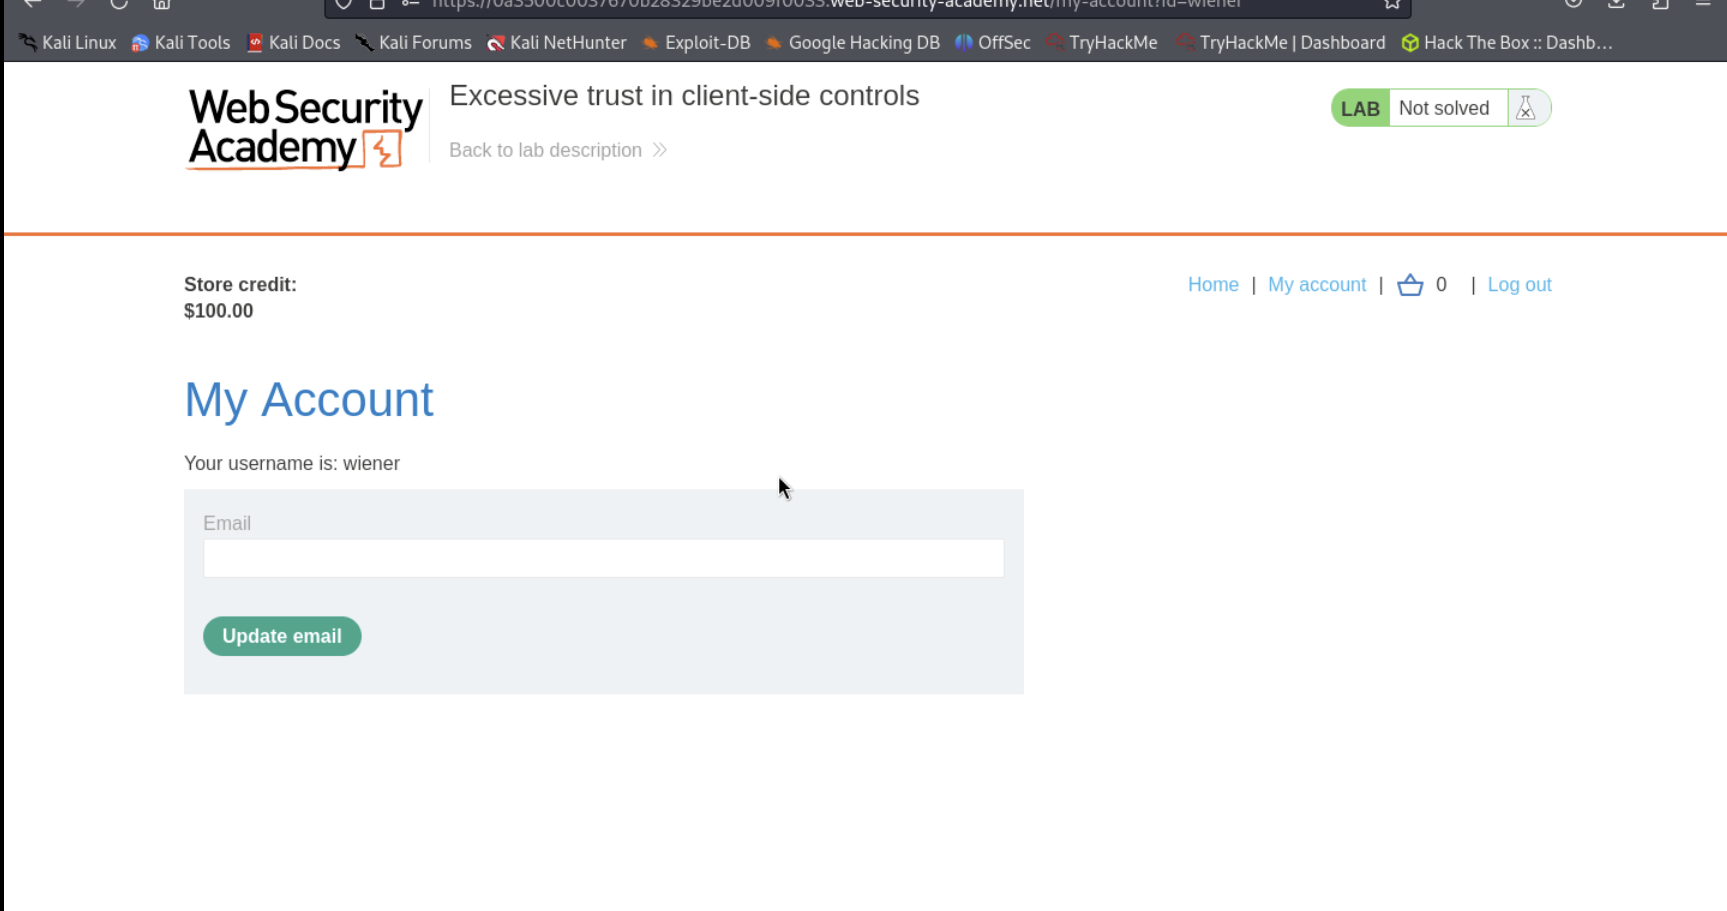 web-security-academy.net/my-account?id=wiener
Kali Linux Kali Tools Kali Docs Kali Forums Kali NetHunter Exploit-DB Google Hacking DB OffSec TryHackMe TryHackMe | Dashboard Hack The Box :: Dashb…
Web Security
Academy
Excessive trust in client-side controls
Back to lab description
LAB Not solved
Store credit:
$100.00
Home | My account | 0 | Log out
My Account
Your username is: wiener
Email
Update email